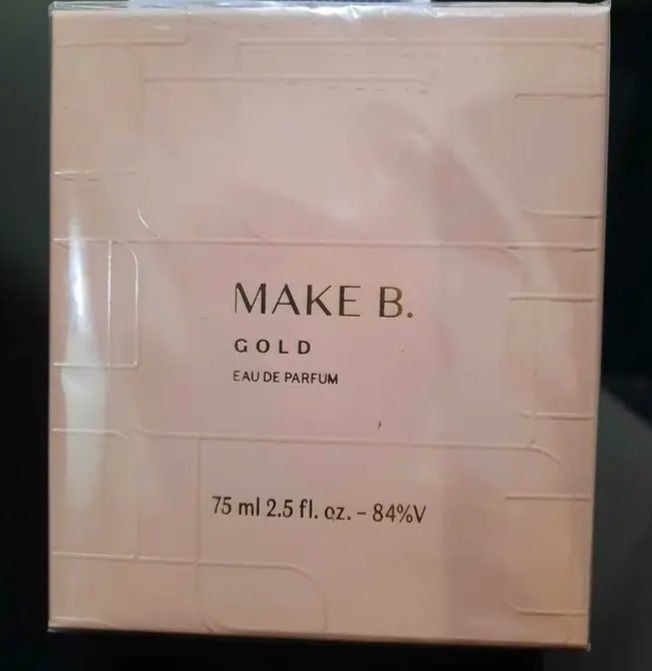 MAKE B.
GOLD
EAU DE PARFUM
75 ml 2.5 fl. oz. – 84%V